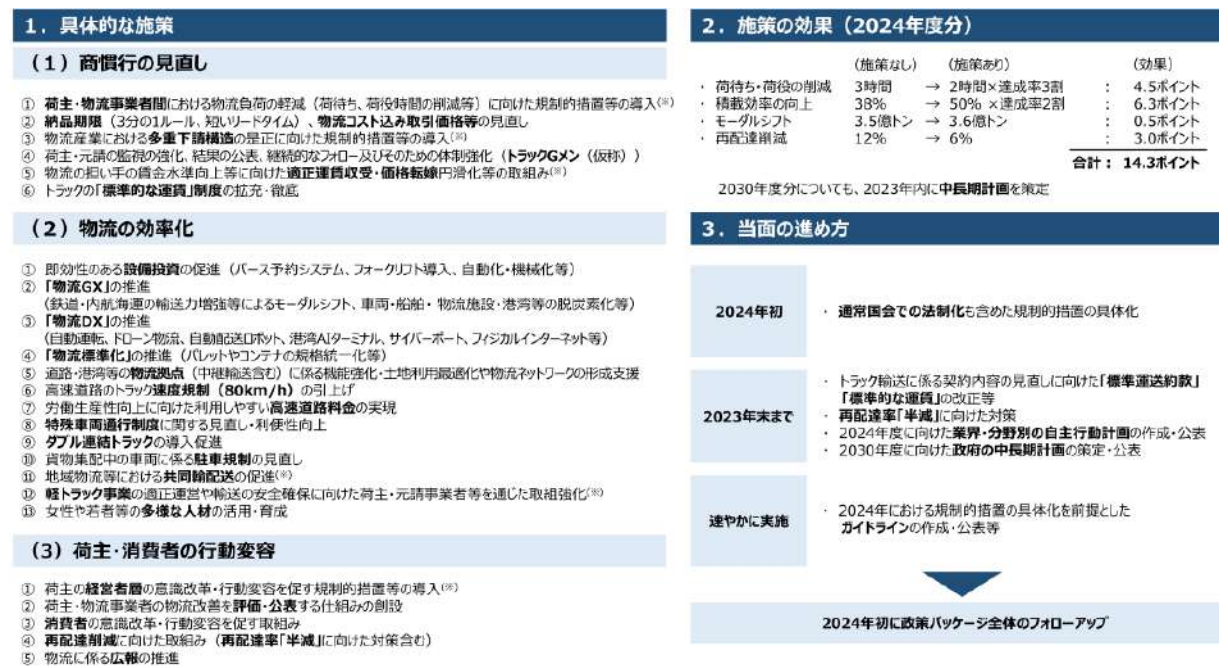 1．具体的な施策
（1）商慣行の見直し
① 荷主・物流事業者間における物流負荷の軽減（荷待ち、荷役時間の削減等）に向けた規制的措置等の導入(※)
② 納品期限（3分の1ルール、短いリードタイム）、物流コスト込み取引価格等の見直し
③ 物流産業における多重下請構造の是正に向けた規制的措置等の導入(※)
④ 荷主・元請の監視の強化、結果の公表、継続的なフォロー及びそのための体制強化（トラックGメン（仮称））
⑤ 物流の担い手の賃金水準向上等に向けた適正運賃収受・価格転嫁円滑化等の取組み(※)
⑥ トラックの「標準的な運賃」制度の拡充・徹底
（2）物流の効率化
① 即効性のある設備投資の促進（バース予約システム、フォークリフト導入、自動化・機械化等）
② 「物流GX」の推進
（鉄道・内航海運の輸送力増強等によるモーダルシフト、車両・船舶・物流施設・港湾等の脱炭素化等）
③ 「物流DX」の推進
（自動運転、ドローン物流、自動配送ロボット、港湾AIターミナル、サイバーポート、フィジカルインターネット等）
④ 「物流標準化」の推進（パレットやコンテナの規格統一化等）
⑤ 道路・港湾等の物流拠点（中継輸送含む）に係る機能強化・土地利用最適化や物流ネットワークの形成支援
⑥ 高速道路のトラック速度規制（80km/h）の引上げ
⑦ 労働生産性向上に向けた利用しやすい高速道路料金の実現
⑧ 特殊車両通行制度に関する見直し・利便性向上
⑨ ダブル連結トラックの導入促進
⑩ 貨物集配中の車両に係る駐車規制の見直し
⑪ 地域物流等における共同輸配送の促進(※)
⑫ 軽トラック事業の適正運営や輸送の安全確保に向けた荷主・元請事業者等を通じた取組強化(※)
⑬ 女性や若者等の多様な人材の活用・育成
（3）荷主・消費者の行動変容
① 荷主の経営者層の意識改革・行動変容を促す規制的措置等の導入(※)
② 荷主・物流事業者の物流改善を評価・公表する仕組みの創設
③ 消費者の意識改革・行動変容を促す取組み
④ 再配達削減に向けた取組み（再配達率「半減」に向けた対策含む）
⑤ 物流に係る広報の推進
2．施策の効果（2024年度分）
（施策なし） （施策あり） （効果）
・ 荷待ち・荷役の削減 3時間 → 2時間×達成率3割 ： 4.5ポイント
・ 積載効率の向上 38% → 50% ×達成率2割 ： 6.3ポイント
・ モーダルシフト 3.5億トン → 3.6億トン ： 0.5ポイント
・ 再配達削減 12% → 6% ： 3.0ポイント
合計： 14.3ポイント
2030年度分についても、2023年内に中長期計画を策定
3．当面の進め方
2024年初
・ 通常国会での法制化も含めた規制的措置の具体化
2023年末まで
・ トラック輸送に係る契約内容の見直しに向けた「標準運送約款」
「標準的な運賃」の改正等
・ 再配達率「半減」に向けた対策
・ 2024年度に向けた業界・分野別の自主行動計画の作成・公表
・ 2030年度に向けた政府の中長期計画の策定・公表
速やかに実施
・ 2024年における規制的措置の具体化を前提とした
ガイドラインの作成・公表等
2024年初に政策パッケージ全体のフォローアップ